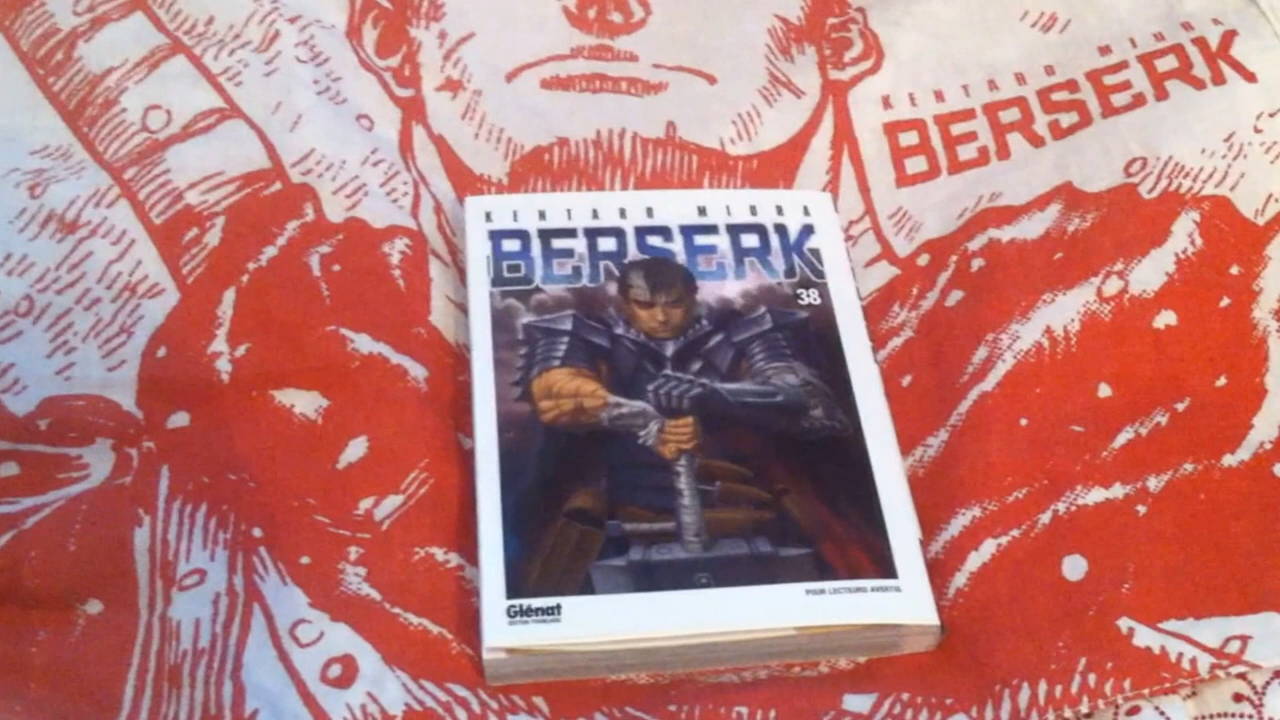 KENTARO MIURA
BERSERK
KENTARO MIURA
BERSERK
38
Glénat
ÉDITION FRANÇAISE
POUR LECTEURS AVERTIS